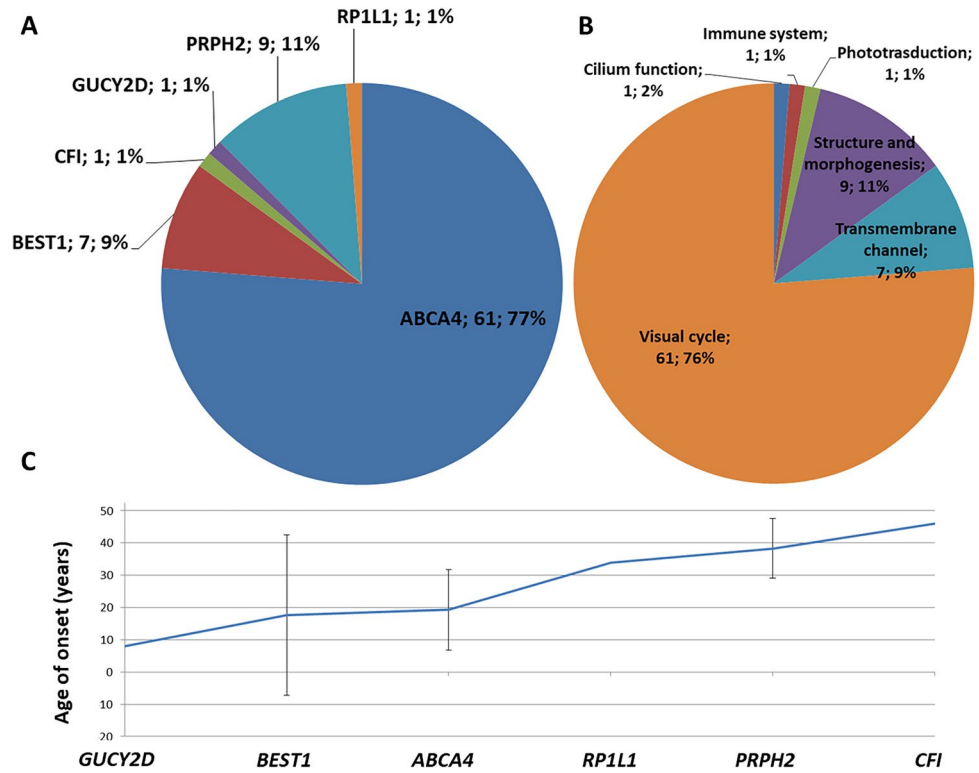 A
RP1L1; 1; 1%
PRPH2; 9; 11%
GUCY2D; 1; 1%
CFI; 1; 1%
BEST1; 7; 9%
ABCA4; 61; 77%
B
Immune system;
1; 1%
Phototrasduction;
1; 1%
Cilium function;
1; 2%
Structure and
morphogenesis;
9; 11%
Transmembrane
channel;
7; 9%
Visual cycle;
61; 76%
C
Age of onset (years)
50
40
30
20
10
0
10
20
GUCY2D BEST1 ABCA4 RP1L1 PRPH2 CFI